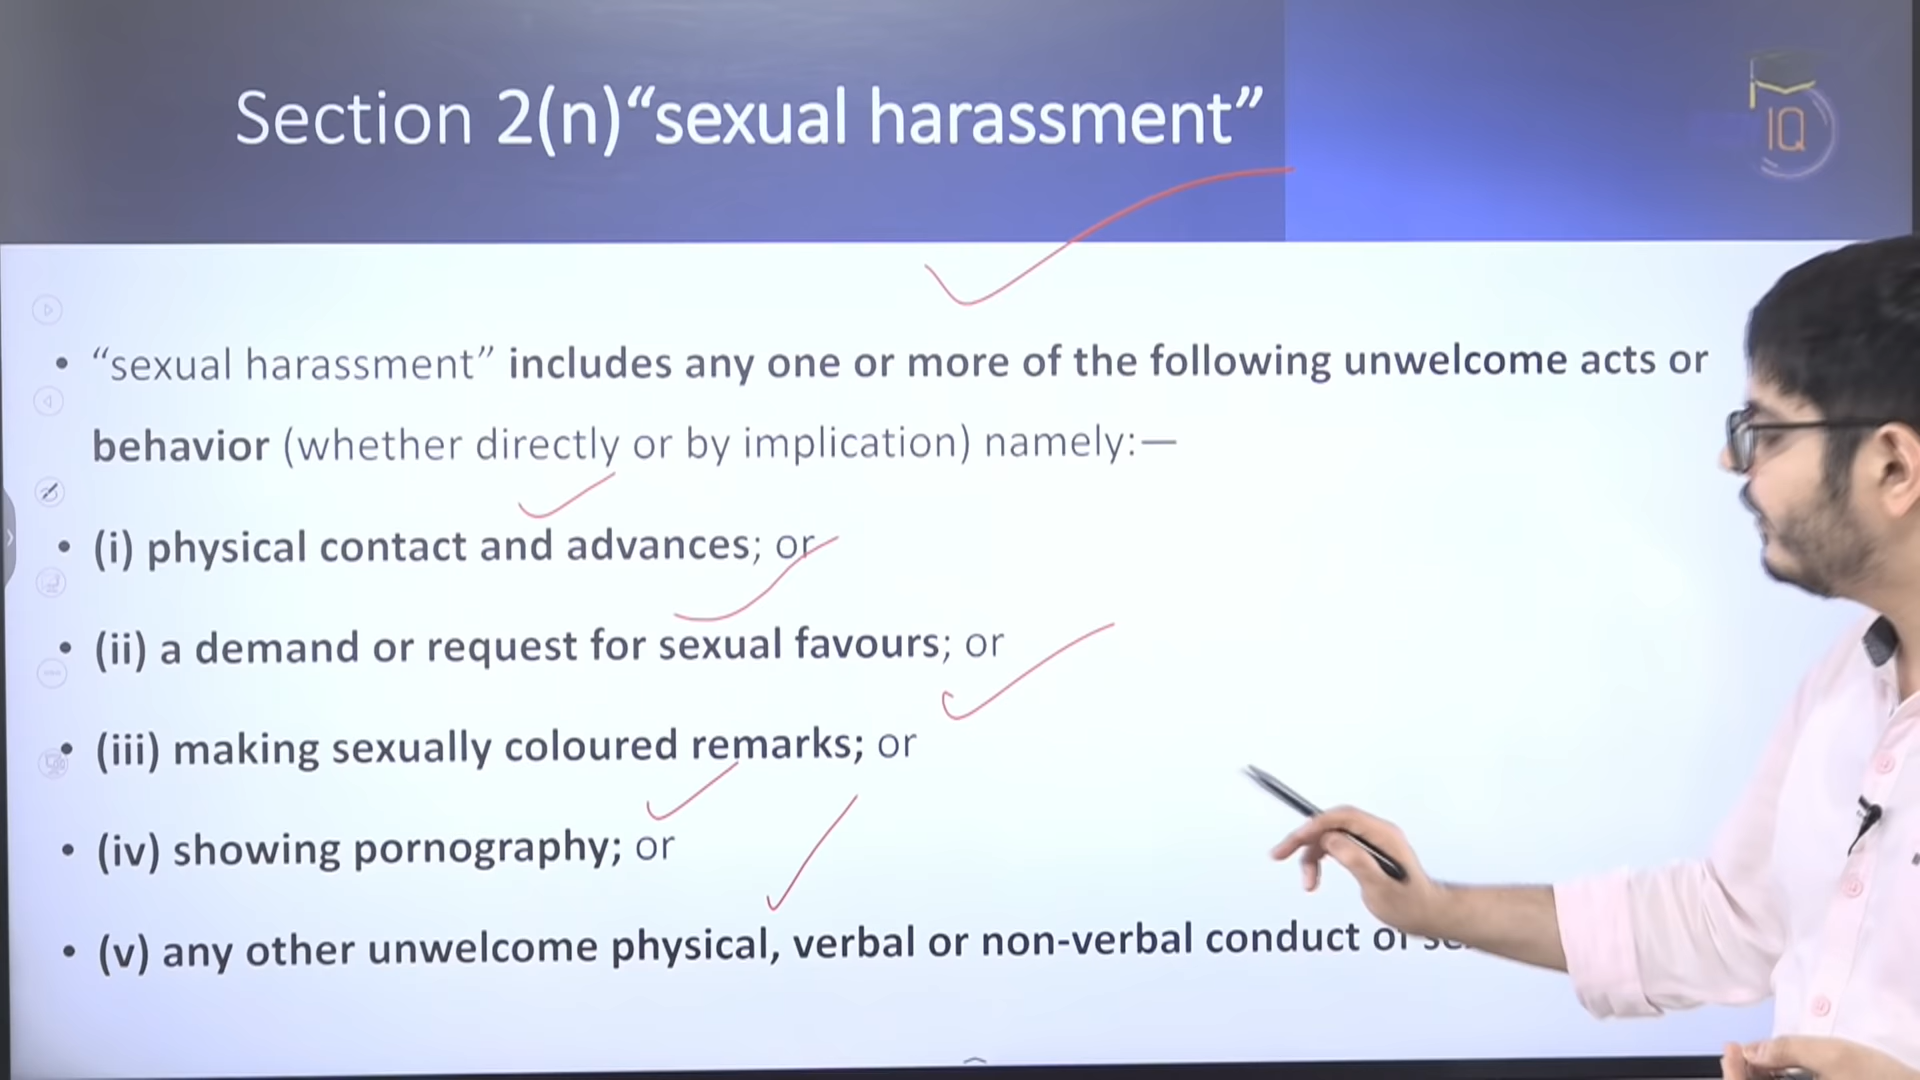 Section 2(n)“sexual harassment”
IQ
• “sexual harassment” includes any one or more of the following unwelcome acts or
behavior (whether directly or by implication) namely:—
• (i) physical contact and advances; or
• (ii) a demand or request for sexual favours; or
• (iii) making sexually coloured remarks; or
• (iv) showing pornography; or
• (v) any other unwelcome physical, verbal or non-verbal conduct of